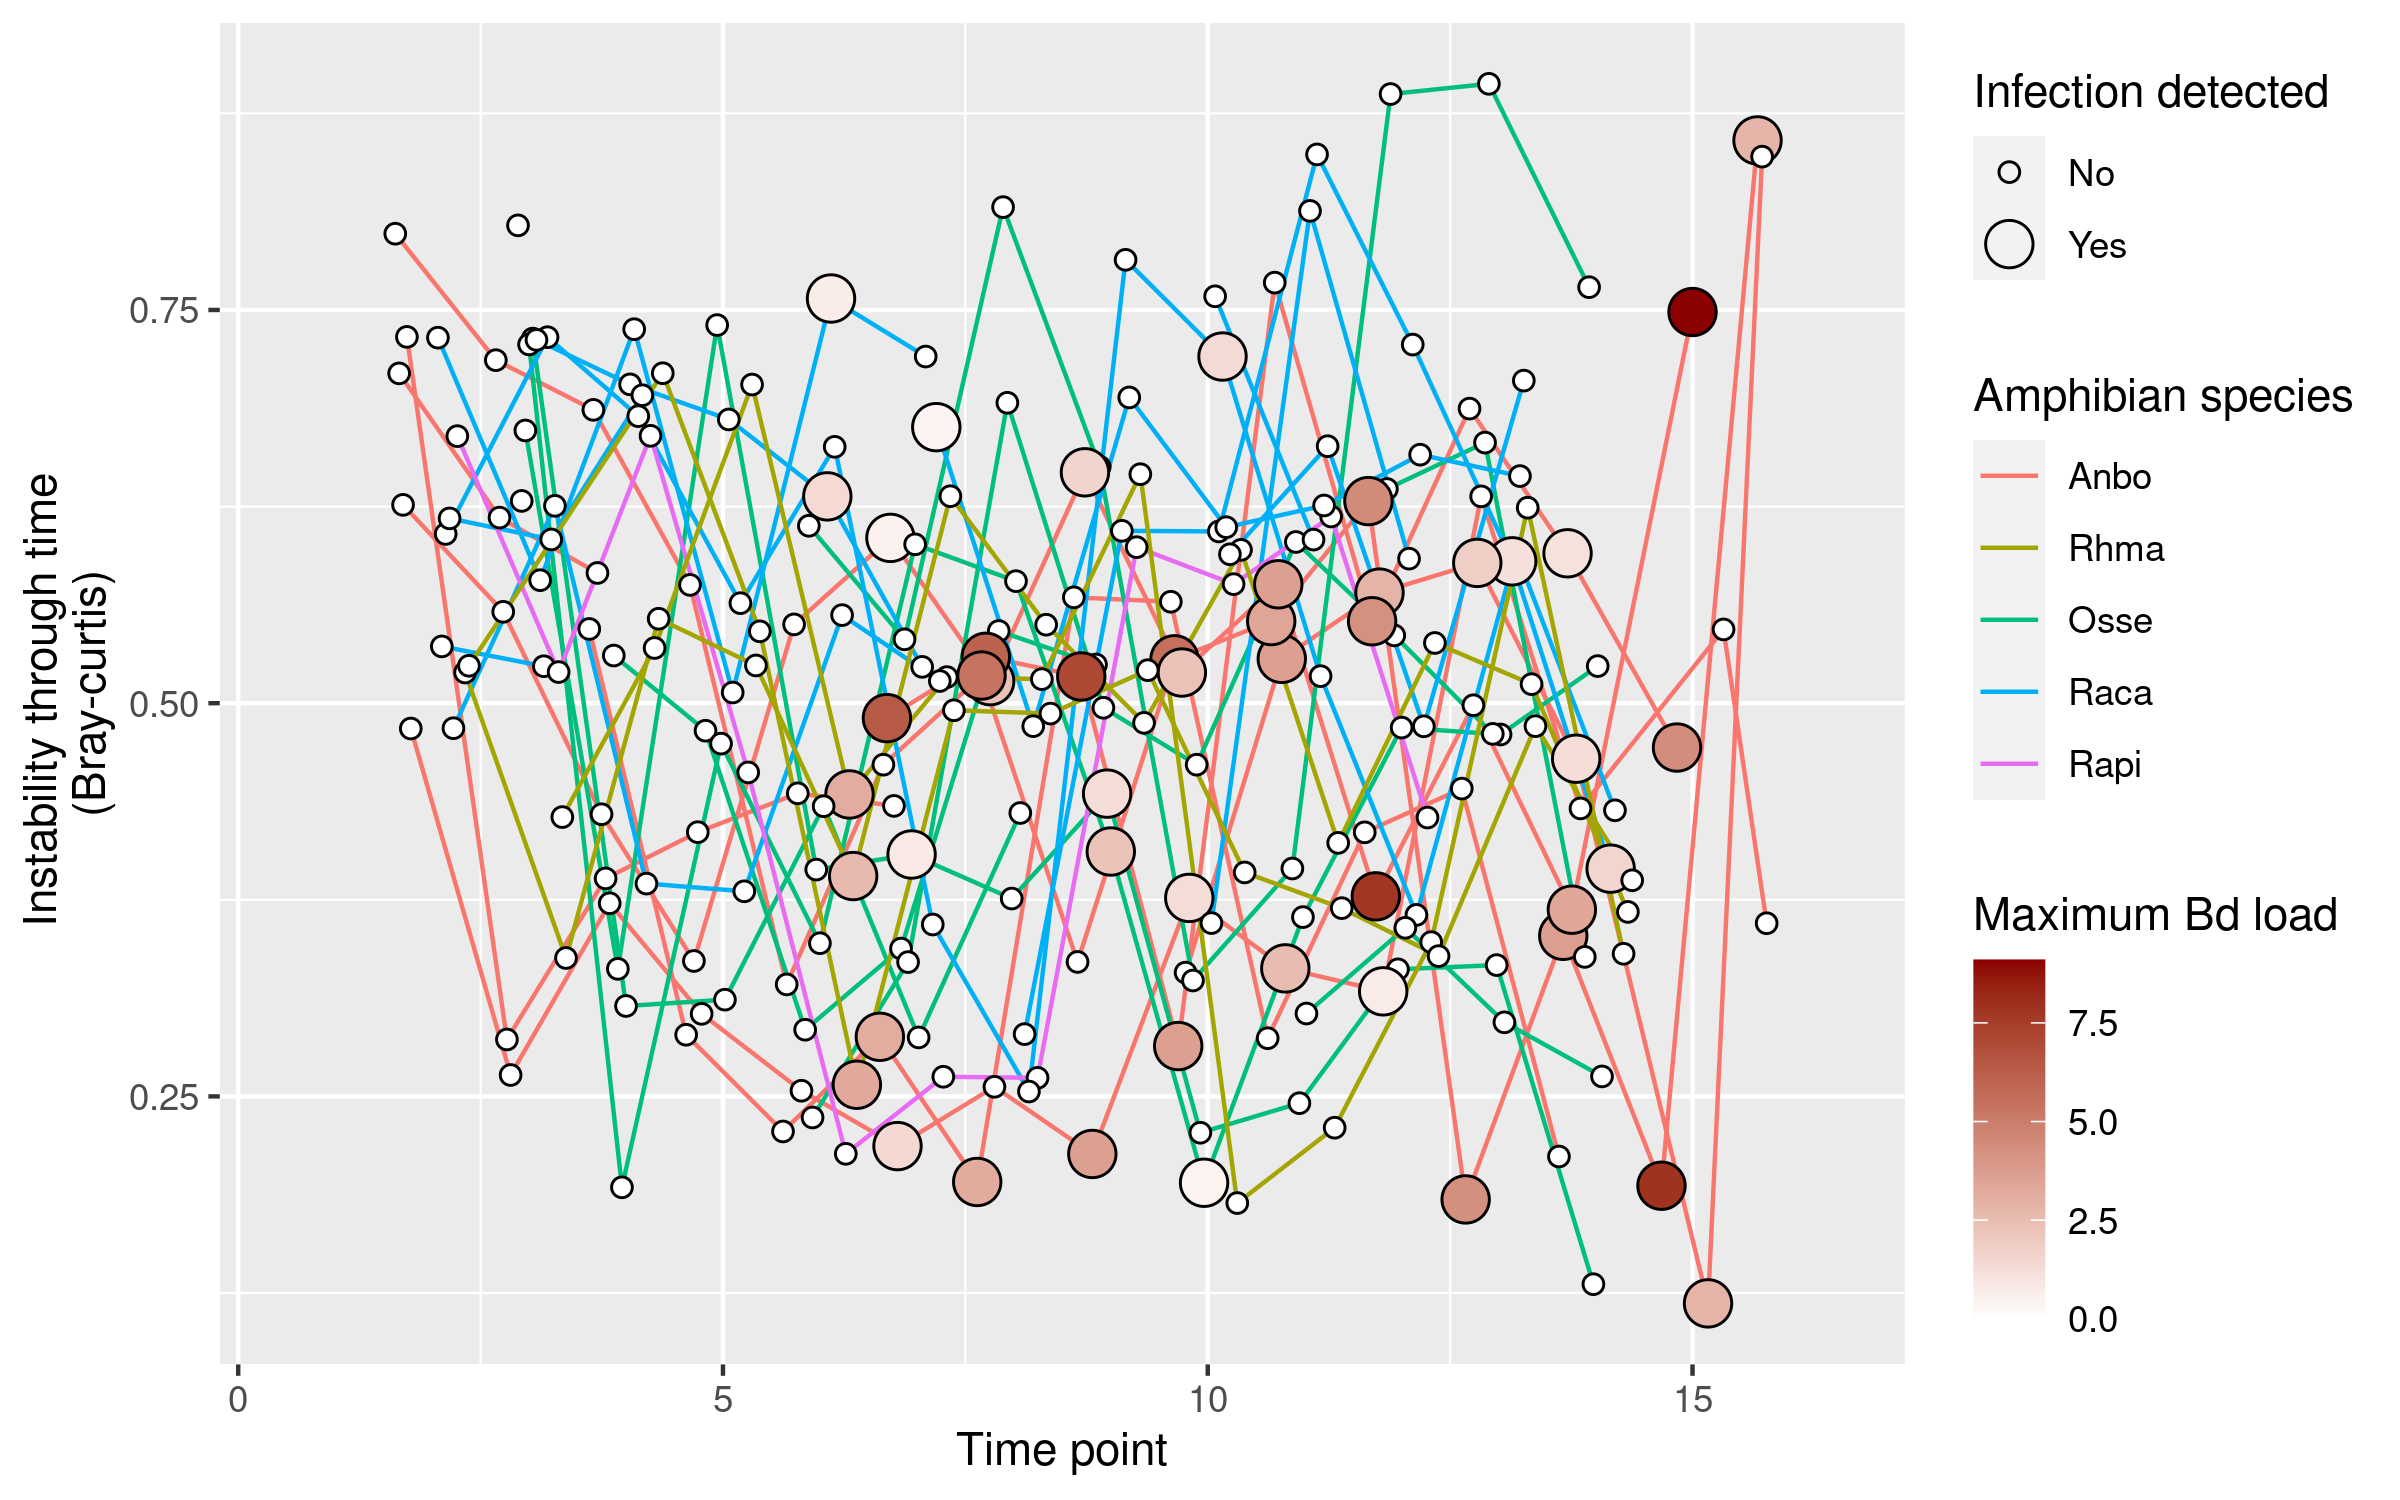 Instability through time
(Bray-curtis)
0.75
0.50
0.25
0
5
10
15
Time point
Infection detected
No
Yes
Amphibian species
Anbo
Rhma
Osse
Raca
Rapi
Maximum Bd load
7.5
5.0
2.5
0.0